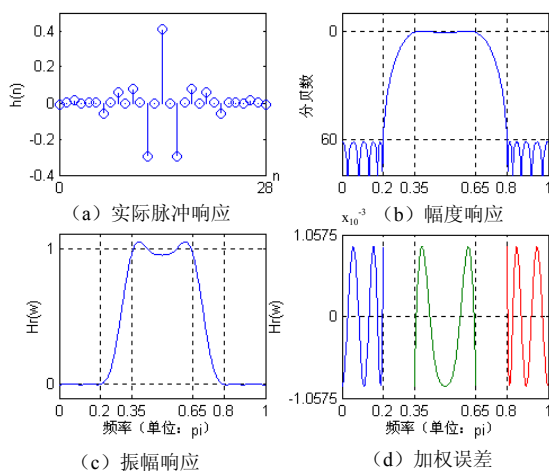 0.4
0.2
0
-0.2
-0.4
h(n)
0
28
n
（a）实际脉冲响应
0
60
分贝数
0
0.2
0.35
0.65
0.8
1
（b）幅度响应
1
0
Hr(w)
0
0.2
0.35
0.65
0.8
1
频率（单位：pi）
（c）振幅响应
x10-3
1.0575
0
-1.0575
Hr(w)
0
0.2
0.35
0.65
0.8
1
频率（单位：pi）
（d）加权误差